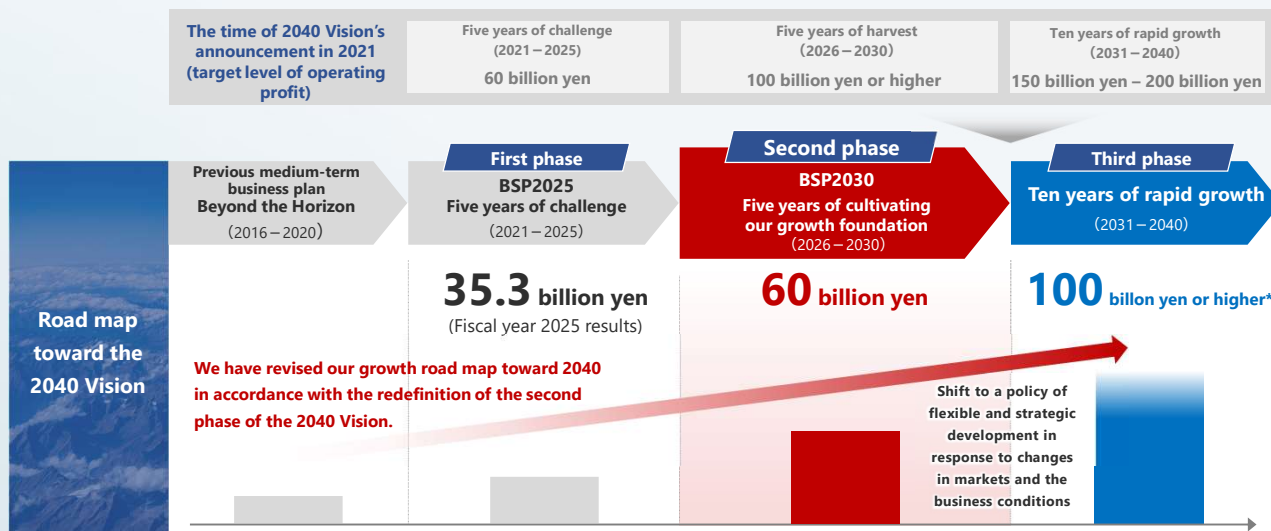 The time of 2040 Vision's
announcement in 2021
(target level of operating
profit)
Five years of challenge
(2021－2025)
60 billion yen
Five years of harvest
(2026－2030)
100 billion yen or higher
Ten years of rapid growth
(2031－2040)
150 billion yen – 200 billion yen
Road map
toward the
2040 Vision
Previous medium-term
business plan
Beyond the Horizon
(2016－2020)
First phase
BSP2025
Five years of challenge
(2021－2025)
Second phase
BSP2030
Five years of cultivating
our growth foundation
(2026－2030)
Third phase
Ten years of rapid growth
(2031－2040)
35.3 billion yen
(Fiscal year 2025 results)
60 billion yen
100 billon yen or higher*
We have revised our growth road map toward 2040
in accordance with the redefinition of the second
phase of the 2040 Vision.
Shift to a policy of
flexible and strategic
development in
response to changes
in markets and the
business conditions